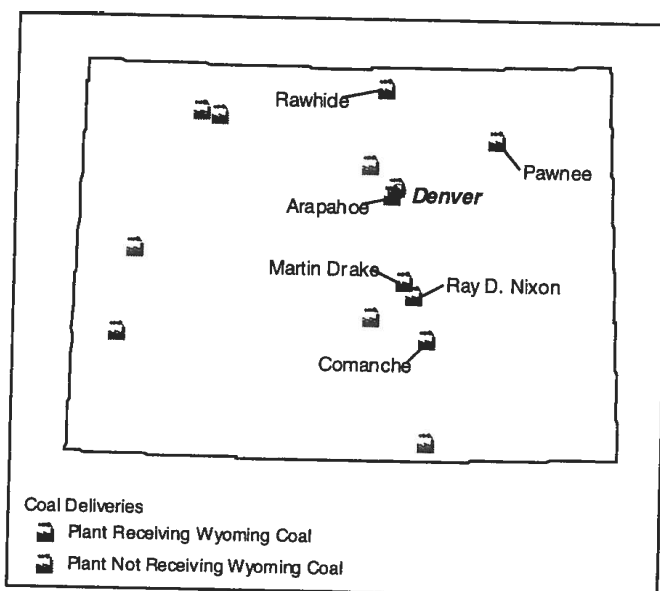 Rawhide
Pawnee
Arapahoe
Denver
Martin Drake
Ray D. Nixon
Comanche
Coal Deliveries
Plant Receiving Wyoming Coal
Plant Not Receiving Wyoming Coal